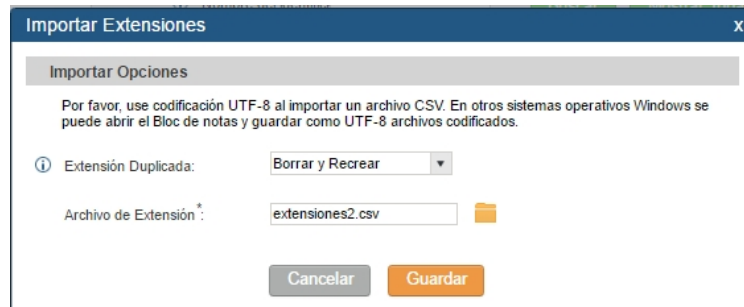 Importar Extensiones
x
Importar Opciones
Por favor, use codificación UTF-8 al importar un archivo CSV. En otros sistemas operativos Windows se
puede abrir el Bloc de notas y guardar como UTF-8 archivos codificados.
Extensión Duplicada:
Borrar y Recrear
Archivo de Extensión*:
extensiones2.csv
Cancelar
Guardar